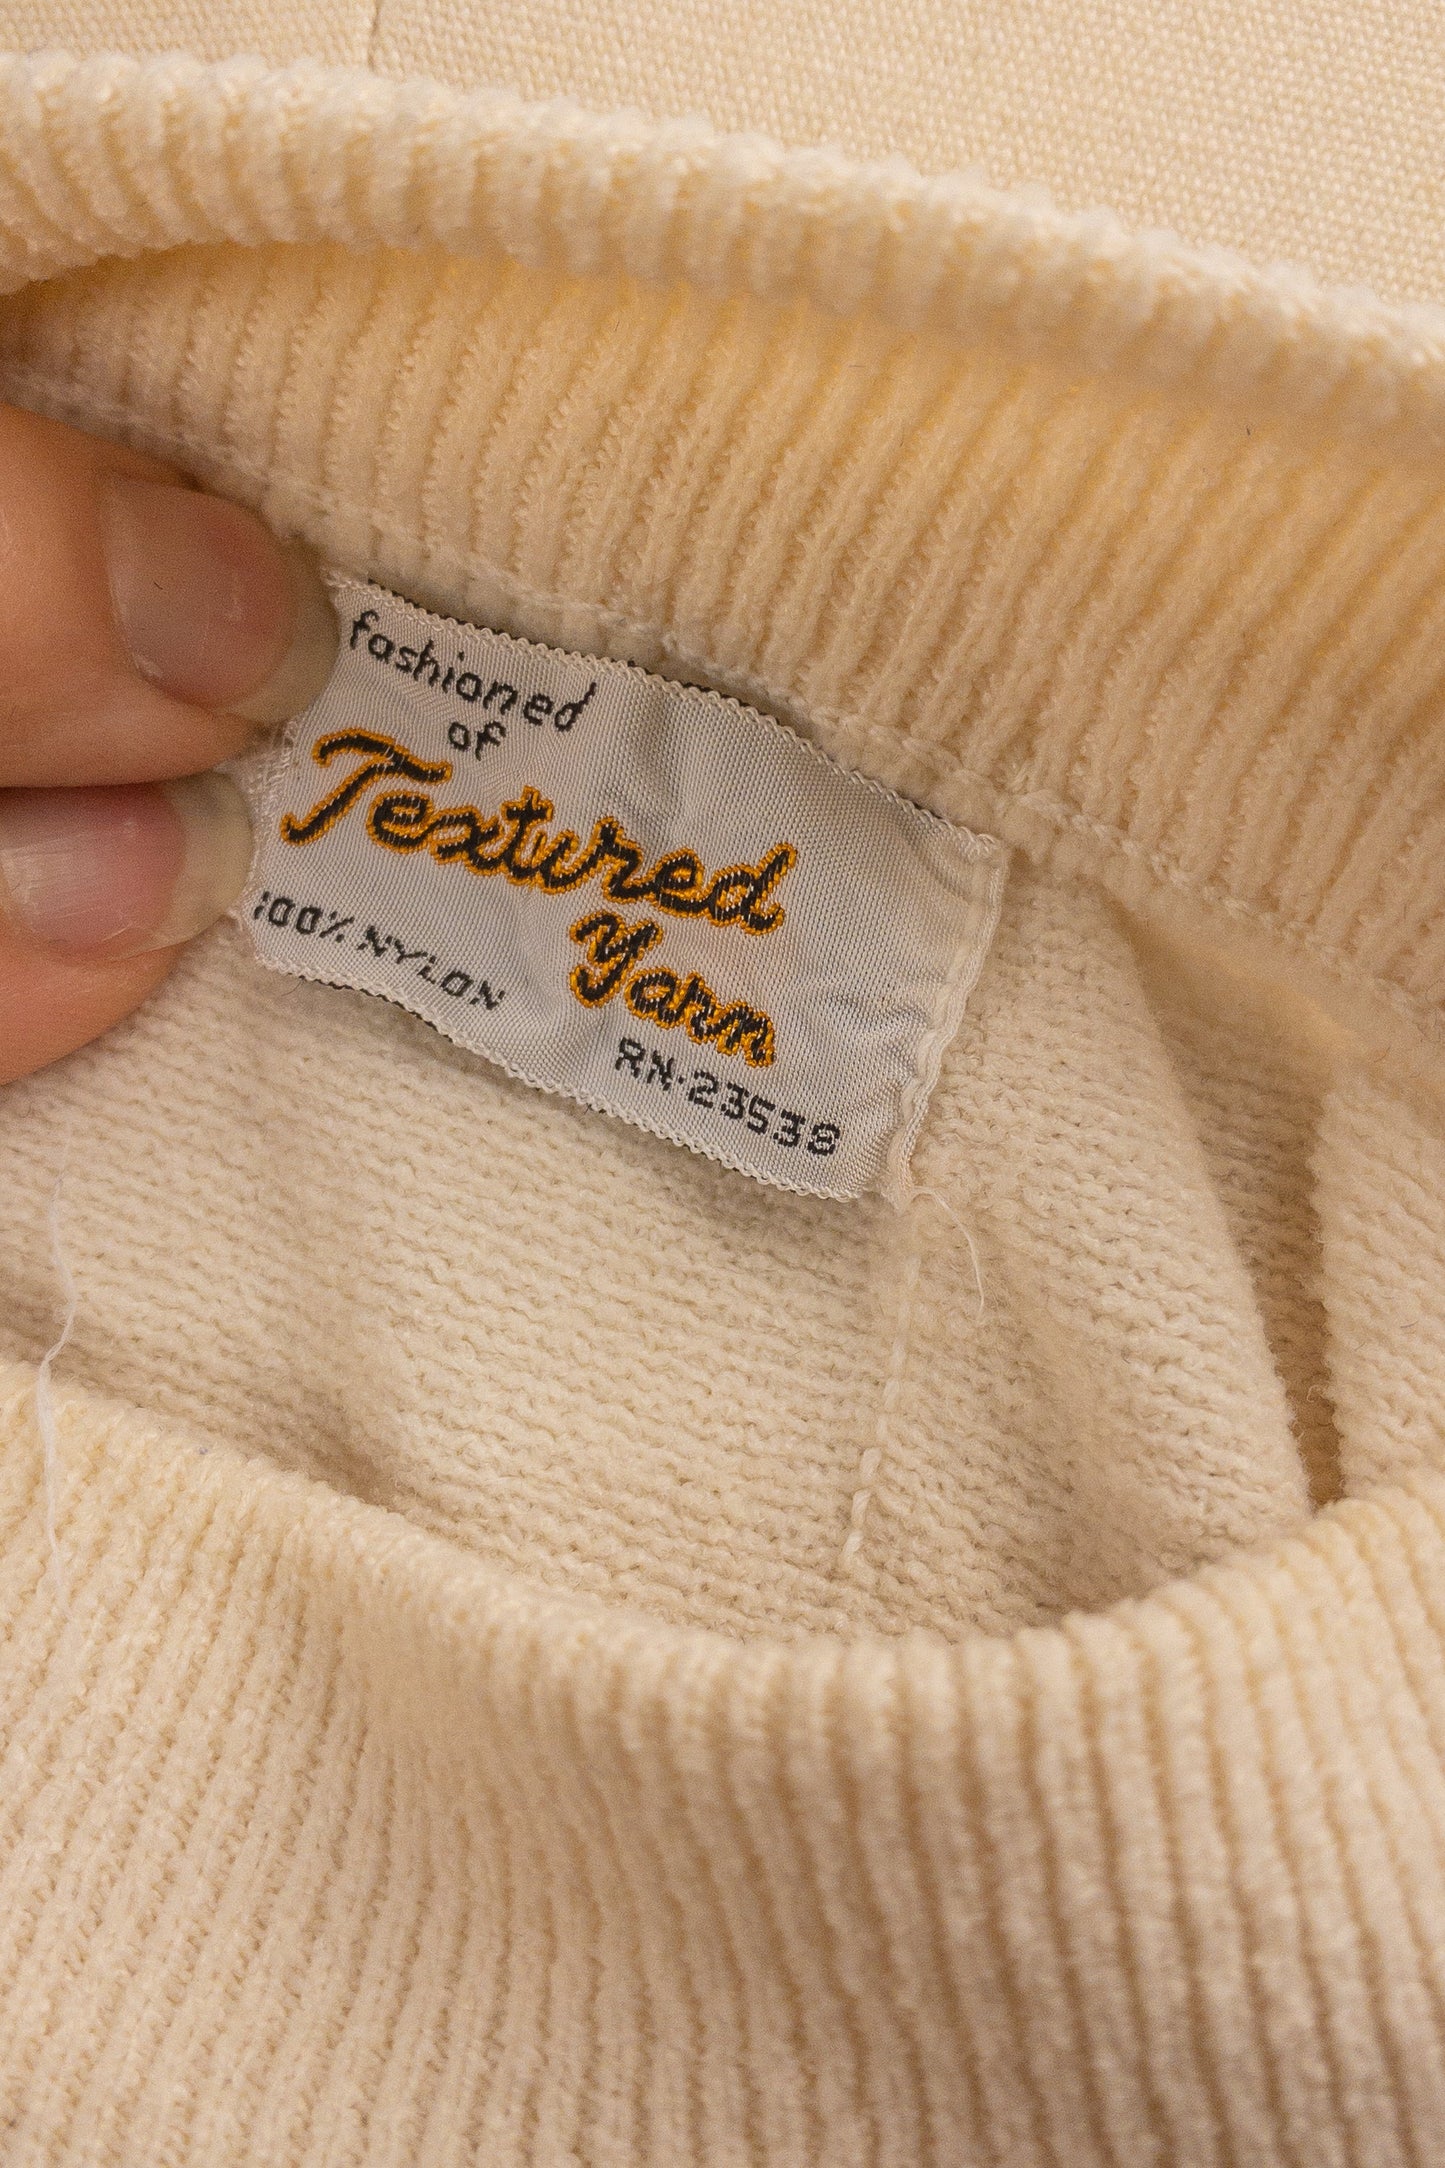 fashioned
of
Textured
Yarn
100% NYLON
RN-23538